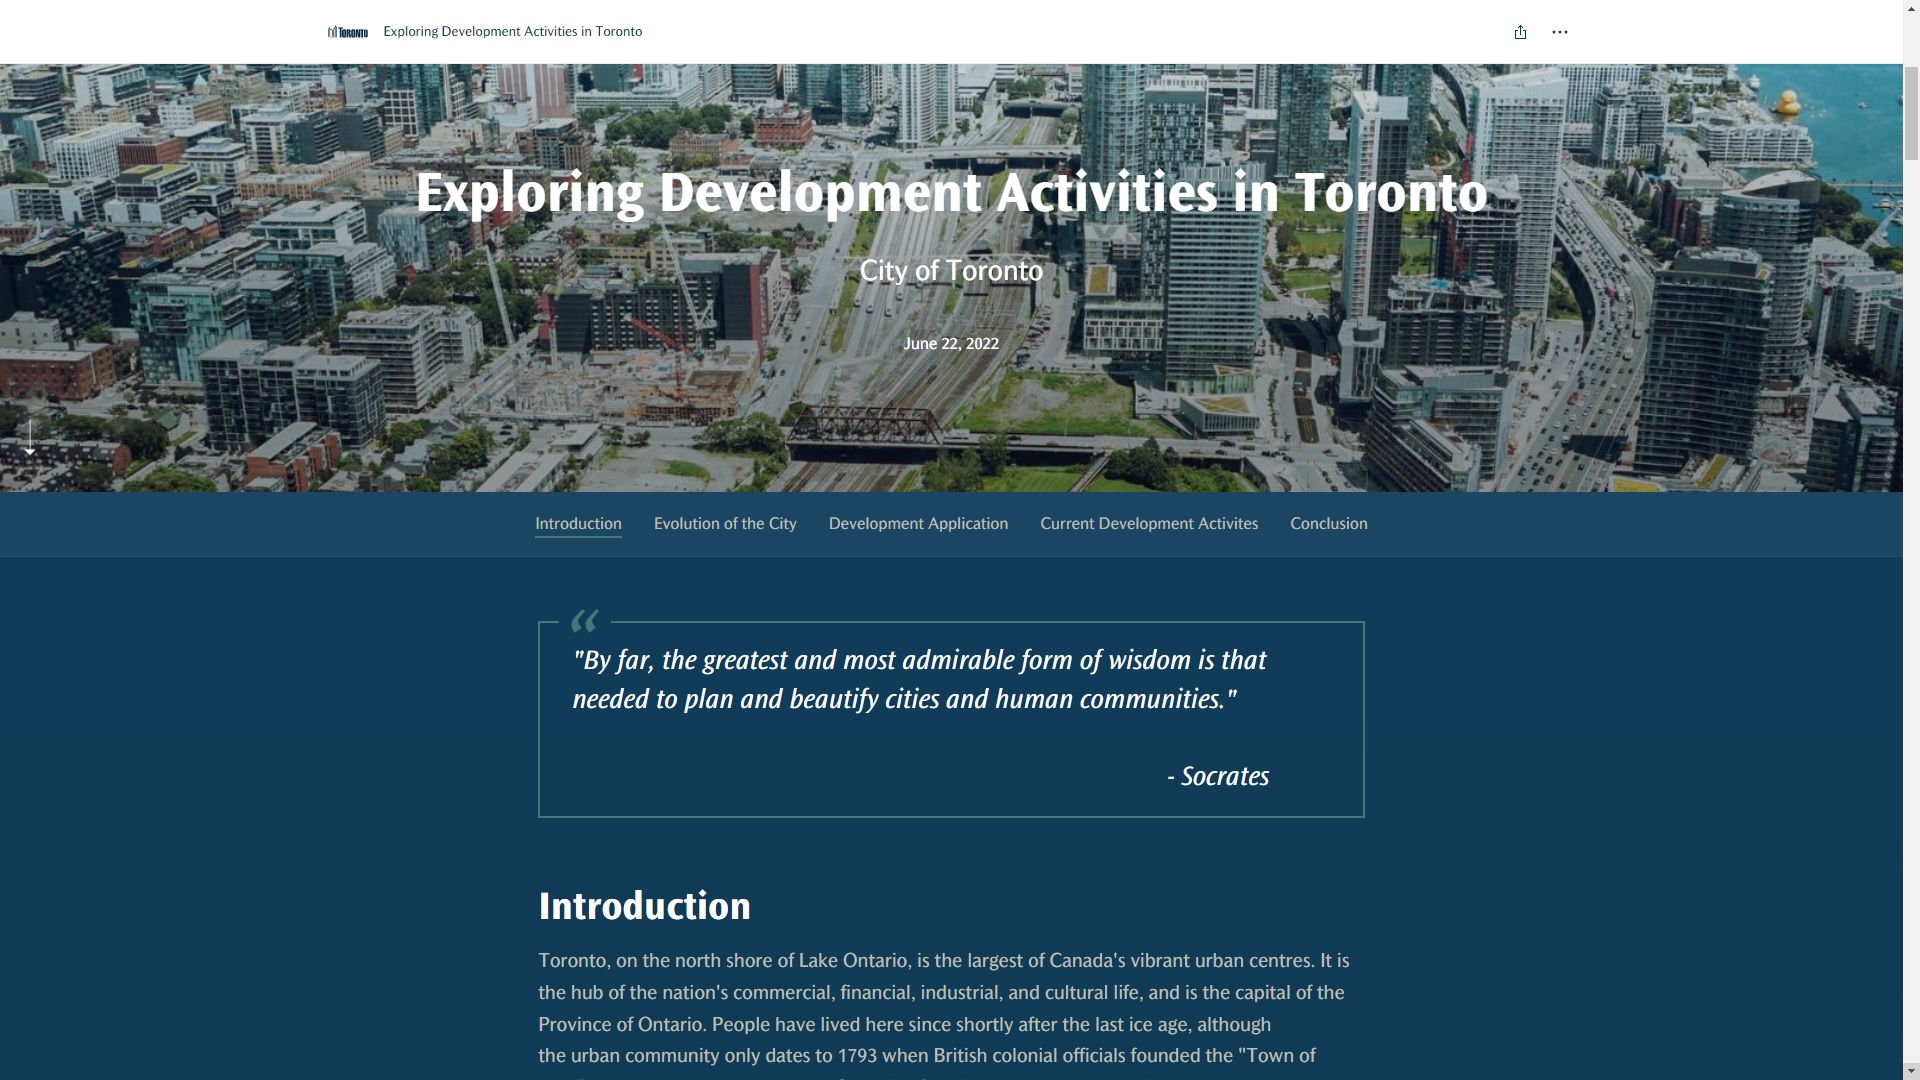 TORONTO
Exploring Development Activities in Toronto
Exploring Development Activities in Toronto
City of Toronto
June 22, 2022
Introduction
Evolution of the City
Development Application
Current Development Activites
Conclusion
“
"By far, the greatest and most admirable form of wisdom is that
needed to plan and beautify cities and human communities."
- Socrates
Introduction
Toronto, on the north shore of Lake Ontario, is the largest of Canada's vibrant urban centres. It is
the hub of the nation's commercial, financial, industrial, and cultural life, and is the capital of the
Province of Ontario. People have lived here since shortly after the last ice age, although
the urban community only dates to 1793 when British colonial officials founded the "Town of